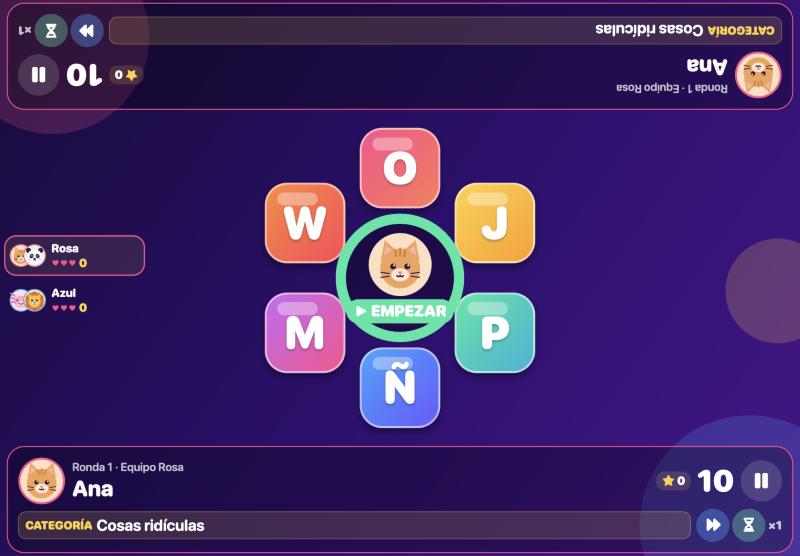 CATEGORÍA Cosas ridículas
×1
10
0
Ronda 1 · Equipo Rosa
Ana
O
W
J
Rosa
0
Azul
0
EMPEZAR
M
P
Ñ
Ronda 1 · Equipo Rosa
Ana
0
10
CATEGORÍA Cosas ridículas
×1